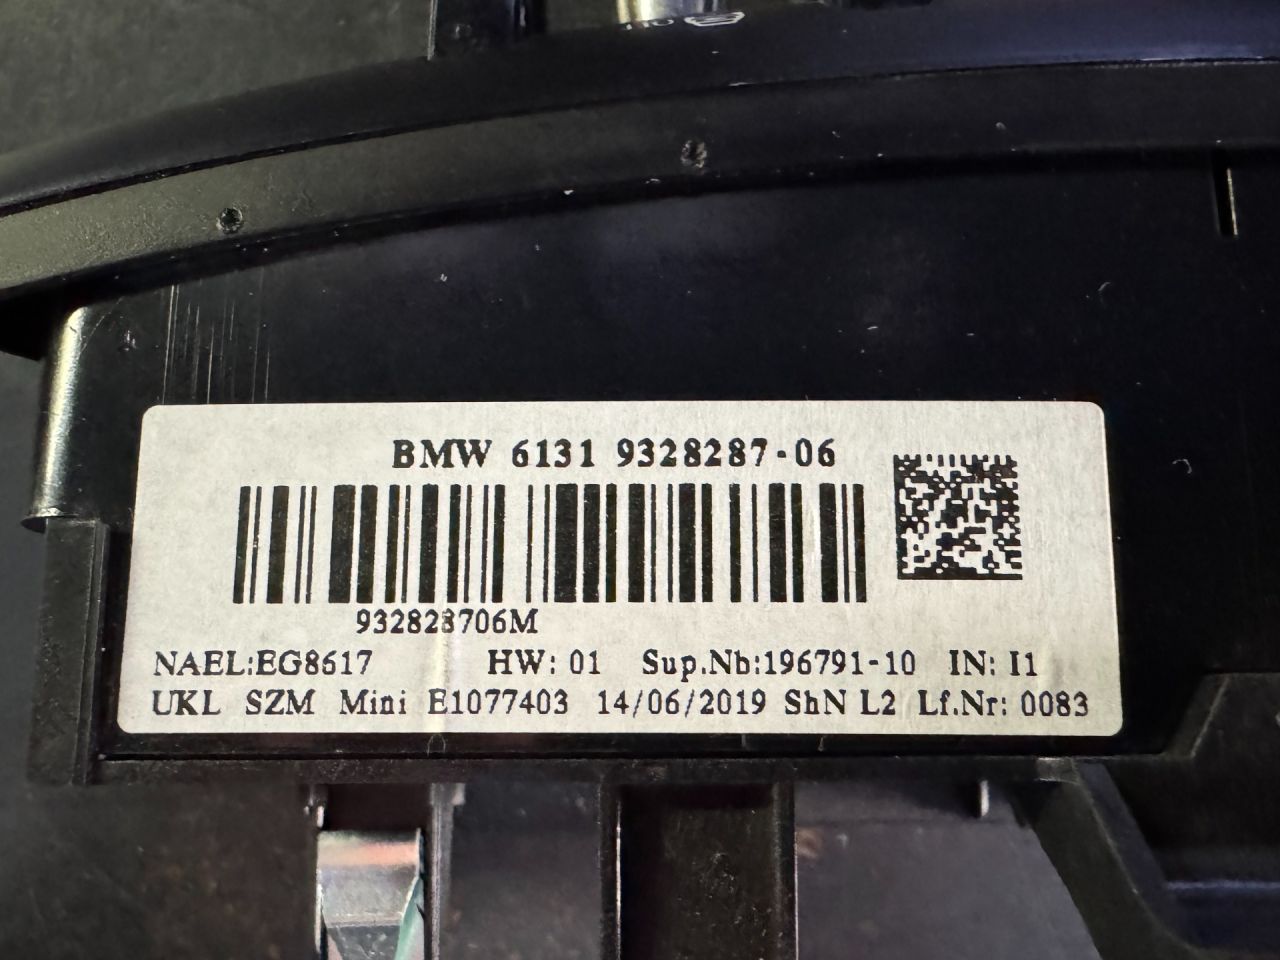 BMW 6131 9328287-06
932828706M
NAEL:EG8617 HW: 01 Sup.Nb:196791-10 IN: I1
UKL SZM Mini E1077403 14/06/2019 ShN L2 Lf.Nr: 0083